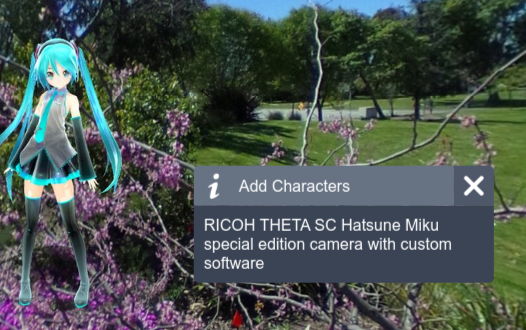 i Add Characters
RICOH THETA SC Hatsune Miku
special edition camera with custom
software